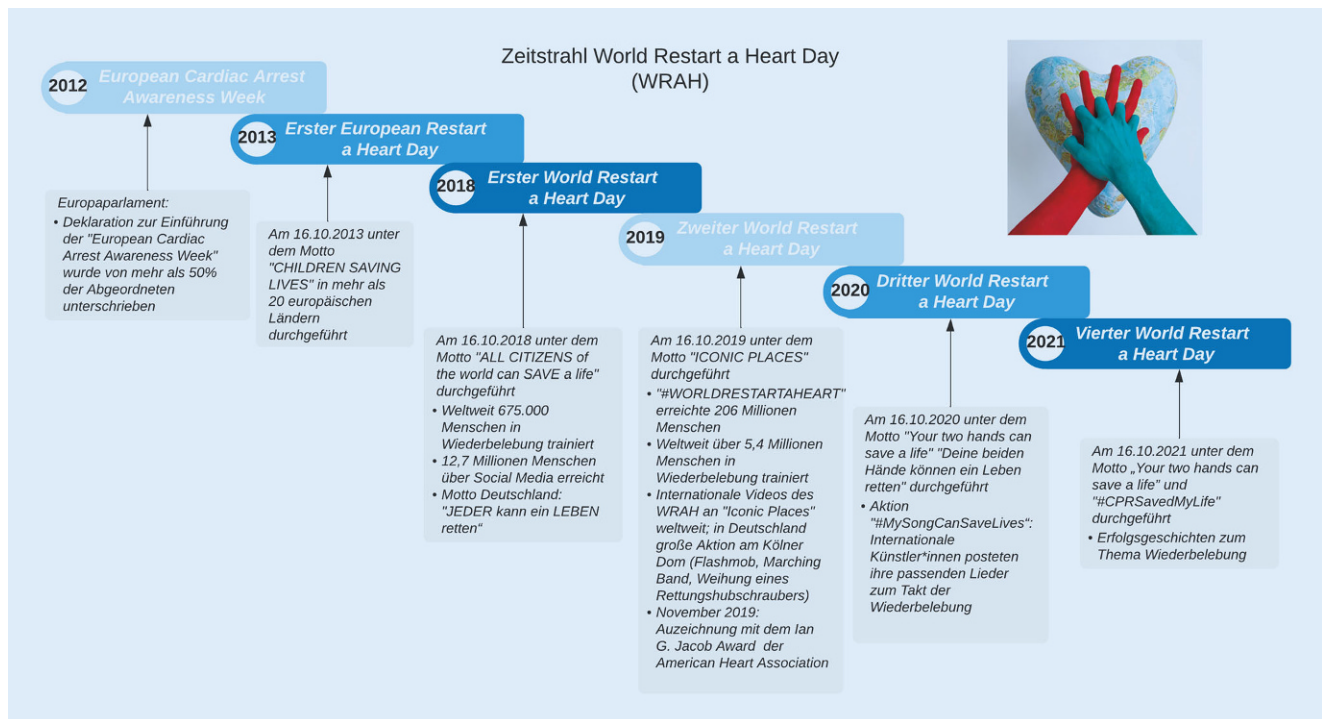 Zeitstrahl World Restart a Heart Day
(WRAH)
2012
European Cardiac Arrest
Awareness Week
Europaparlament:
• Deklaration zur Einführung
der "European Cardiac
Arrest Awareness Week"
wurde von mehr als 50%
der Abgeordneten
unterschrieben
2013
Erster European Restart
a Heart Day
Am 16.10.2013 unter
dem Motto
"CHILDREN SAVING
LIVES" in mehr als
20 europäischen
Ländern
durchgeführt
2018
Erster World Restart
a Heart Day
Am 16.10.2018 unter dem
Motto "ALL CITIZENS of
the world can SAVE a life"
durchgeführt
• Weltweit 675.000
Menschen in
Wiederbelebung trainiert
• 12,7 Millionen Menschen
über Social Media erreicht
• Motto Deutschland:
"JEDER kann ein LEBEN
retten“
2019
Zweiter World Restart
a Heart Day
Am 16.10.2019 unter dem
Motto "ICONIC PLACES"
durchgeführt
• "#WORLDRESTARTAHEART"
erreichte 206 Millionen
Menschen
• Weltweit über 5,4 Millionen
Menschen in
Wiederbelebung trainiert
• Internationale Videos des
WRAH an "Iconic Places"
weltweit; in Deutschland
große Aktion am Kölner
Dom (Flashmob, Marching
Band, Weihung eines
Rettungshubschraubers)
• November 2019:
Auzeichnung mit dem Ian
G. Jacob Award der
American Heart Association
2020
Dritter World Restart
a Heart Day
Am 16.10.2020 unter dem
Motto "Your two hands can
save a life" "Deine beiden
Hände können ein Leben
retten" durchgeführt
• Aktion
"#MySongCanSaveLives“:
Internationale
Künstler*innen posteten
ihre passenden Lieder
zum Takt der
Wiederbelebung
2021
Vierter World Restart
a Heart Day
Am 16.10.2021 unter dem
Motto „Your two hands can
save a life” und
"#CPRSavedMyLife"
durchgeführt
• Erfolgsgeschichten zum
Thema Wiederbelebung